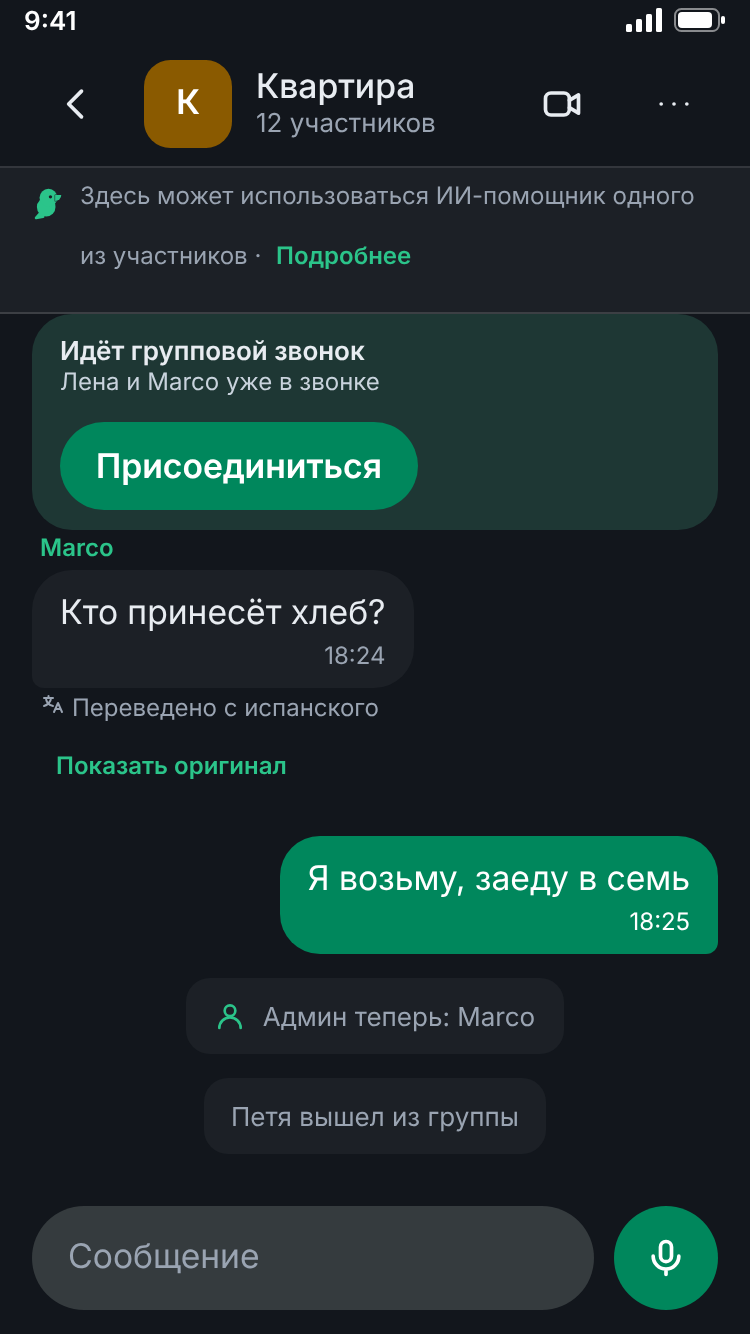 9:41
К
Квартира
12 участников
Здесь может использоваться ИИ-помощник одного
из участников · Подробнее
Идёт групповой звонок
Лена и Marco уже в звонке
Присоединиться
Marco
Кто принесёт хлеб?
18:24
Переведено с испанского
Показать оригинал
Я возьму, заеду в семь
18:25
Админ теперь: Marco
Петя вышел из группы
Сообщение